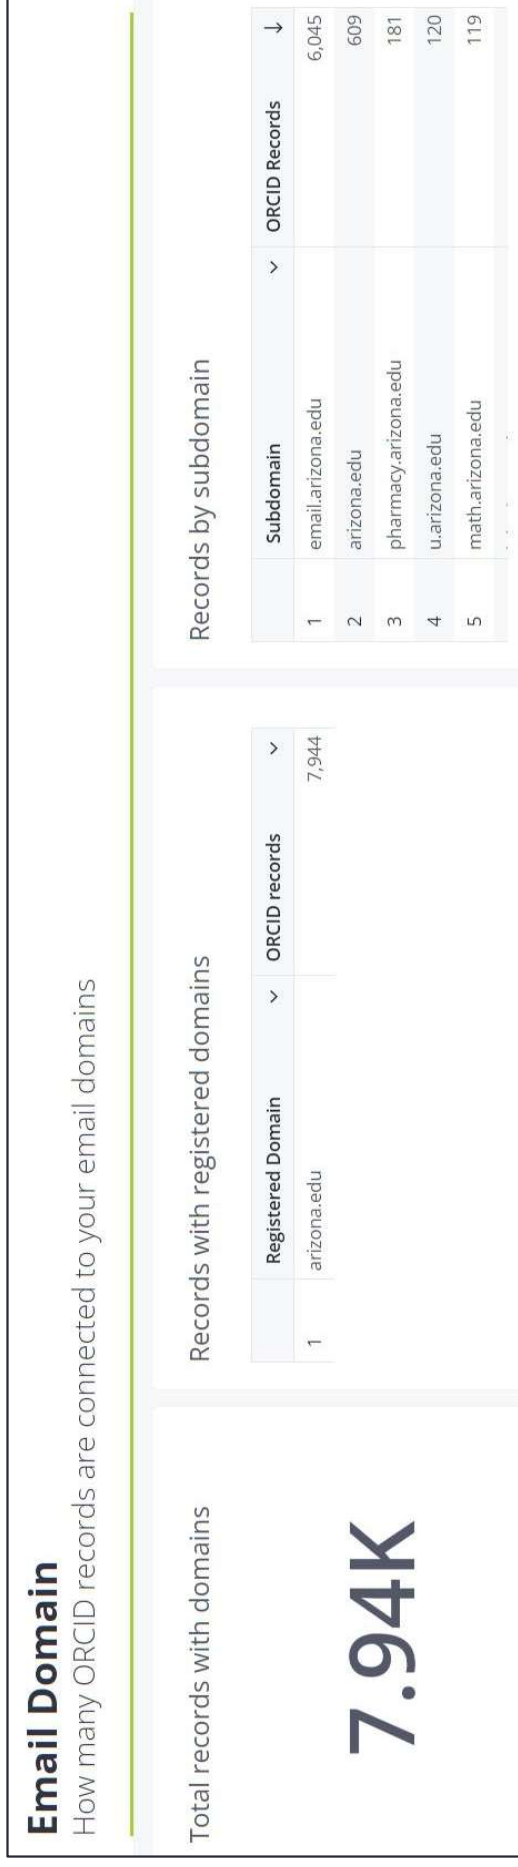 Email Domain
How many ORCID records are connected to your email domains
Total records with domains
7.94K
Records with registered domains
Registered Domain ORCID records
1 arizona.edu 7,944
Records by subdomain
Subdomain ORCID Records
1 email.arizona.edu 6,045
2 arizona.edu 609
3 pharmacy.arizona.edu 181
4 u.arizona.edu 120
5 math.arizona.edu 119